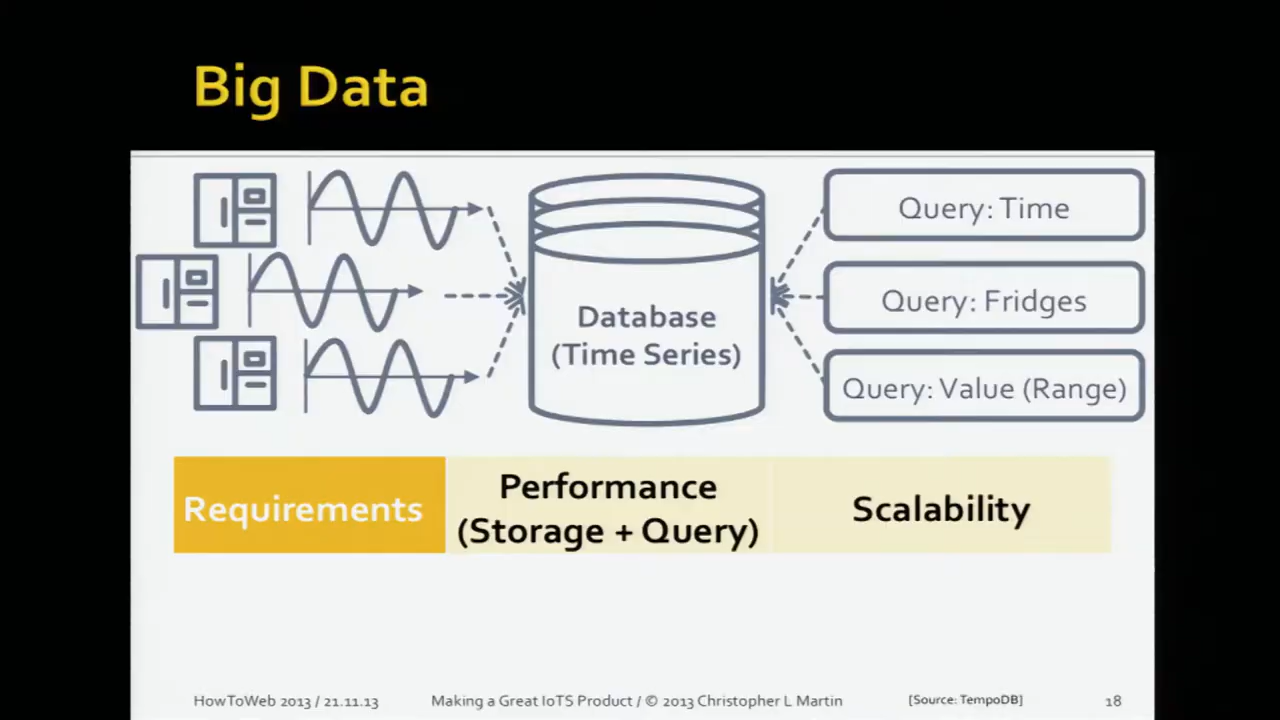 Big Data
Query: Time
Query: Fridges
Query: Value (Range)
Database
(Time Series)
Requirements
Performance
(Storage + Query)
Scalability
HowToWeb 2013 / 21.11.13
Making a Great IoTS Product / © 2013 Christopher L Martin
[Source: TempoDB]
18